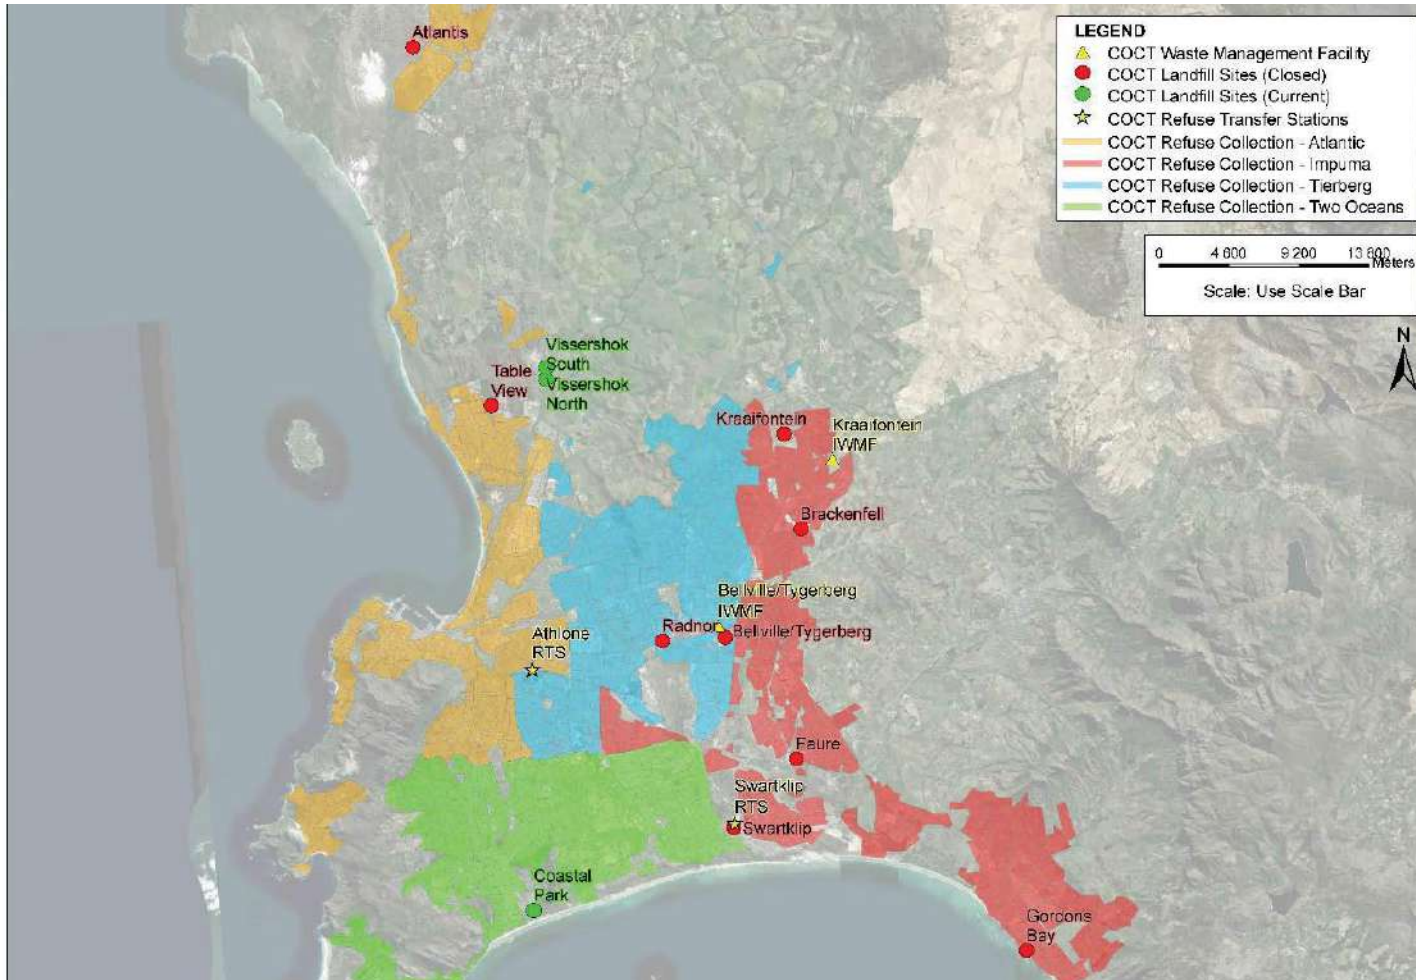 Atlantis
LEGEND
COCT Waste Management Facility
COCT Landfill Sites (Closed)
COCT Landfill Sites (Current)
COCT Refuse Transfer Stations
COCT Refuse Collection - Atlantic
COCT Refuse Collection - Impuma
COCT Refuse Collection - Tierberg
COCT Refuse Collection - Two Oceans
0 4 600 9 200 13 800
Meters
Scale: Use Scale Bar
N
Vissershok
South
Vissershok
North
Table
View
Kraaifontein
Kraaifontein
IWMF
Brackenfell
Bellville/Tygerberg
IWMF
Radnor
Bellville/Tygerberg
Athlone
RTS
Faure
Swartklip
RTS
Swartklip
Coastal
Park
Gordons
Bay